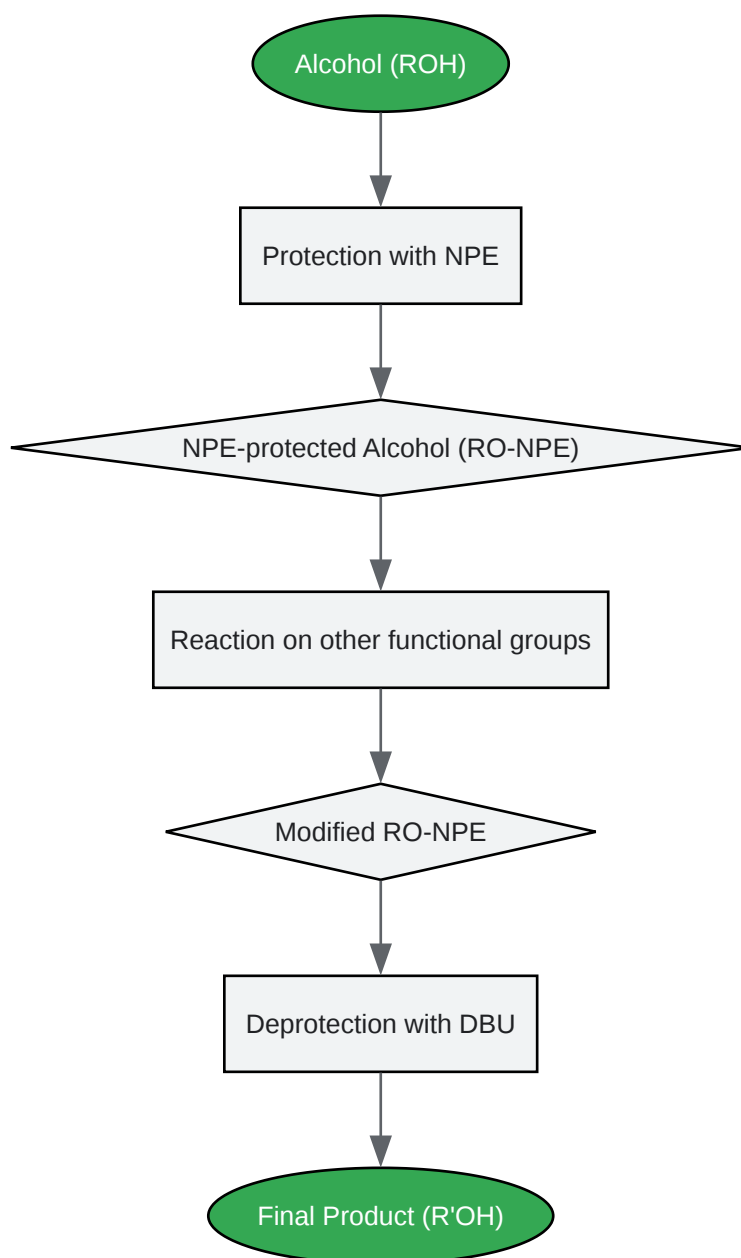 Alcohol (ROH)
Protection with NPE
NPE-protected Alcohol (RO-NPE)
Reaction on other functional groups
Modified RO-NPE
Deprotection with DBU
Final Product (R'OH)